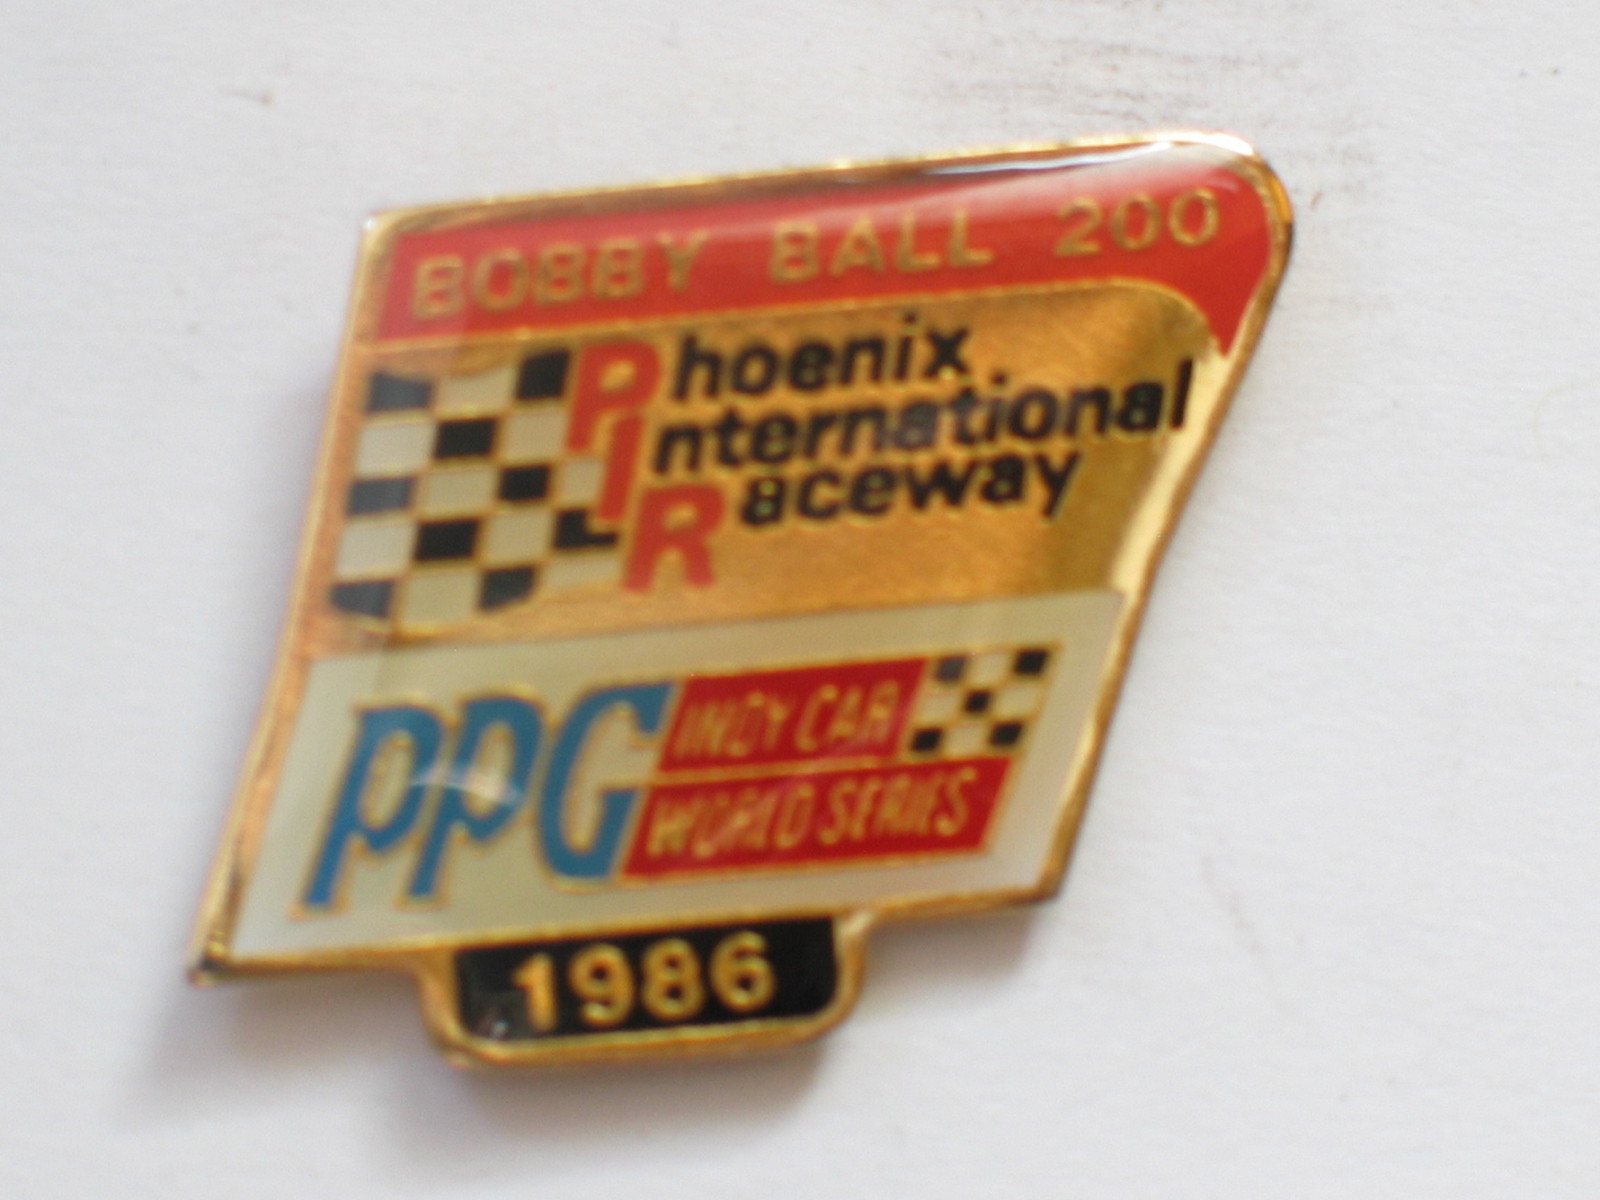 BOBBY BALL 200
Phoenix
International
Raceway
PPG INDY CAR
WORLD SERIES
1986